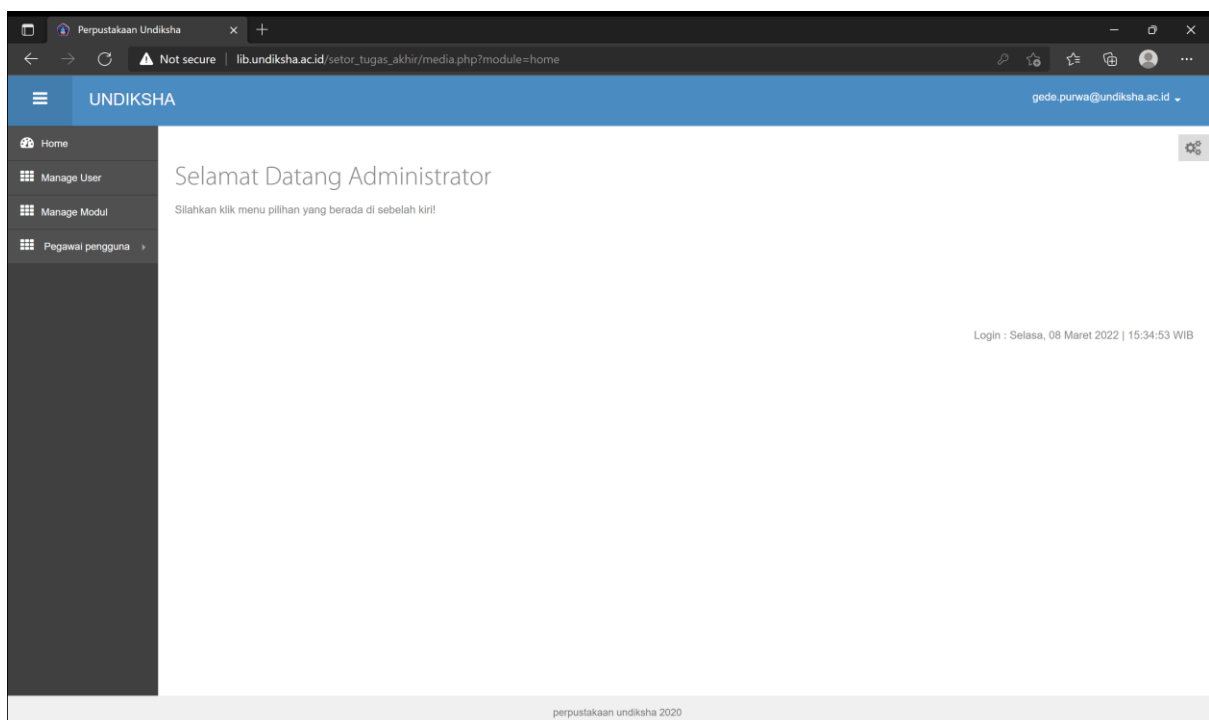 Perpustakaan Undiksha
Not secure | lib.undiksha.ac.id/setor_tugas_akhir/media.php?module=home
UNDIKSHA
gede.purwa@undiksha.ac.id
Home
Manage User
Manage Modul
Pegawai pengguna
Selamat Datang Administrator
Silahkan klik menu pilihan yang berada di sebelah kiri!
Login : Selasa, 08 Maret 2022 | 15:34:53 WIB
perpustakaan undiksha 2020